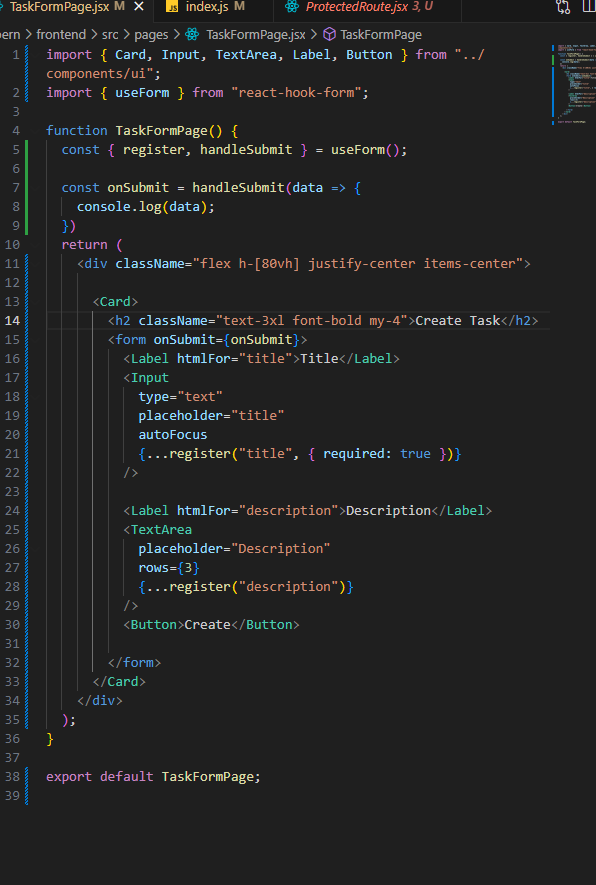 TaskFormPage.jsx M
JS index.js M
ProtectedRoute.jsx 3, U
pern > frontend > src > pages > TaskFormPage.jsx > TaskFormPage
1 import { Card, Input, TextArea, Label, Button } from "../
components/ui";
2 import { useForm } from "react-hook-form";
3
4 function TaskFormPage() {
5 const { register, handleSubmit } = useForm();
6
7 const onSubmit = handleSubmit(data => {
8 console.log(data);
9 })
10 return (
11 <div className="flex h-[80vh] justify-center items-center">
12
13 <Card>
14 <h2 className="text-3xl font-bold my-4">Create Task</h2>
15 <form onSubmit={onSubmit}>
16 <Label htmlFor="title">Title</Label>
17 <Input
18 type="text"
19 placeholder="title"
20 autoFocus
21 {...register("title", { required: true })}
22 />
23
24 <Label htmlFor="description">Description</Label>
25 <TextArea
26 placeholder="Description"
27 rows={3}
28 {...register("description")}
29 />
30 <Button>Create</Button>
31
32 </form>
33 </Card>
34 </div>
35 );
36 }
37
38 export default TaskFormPage;
39